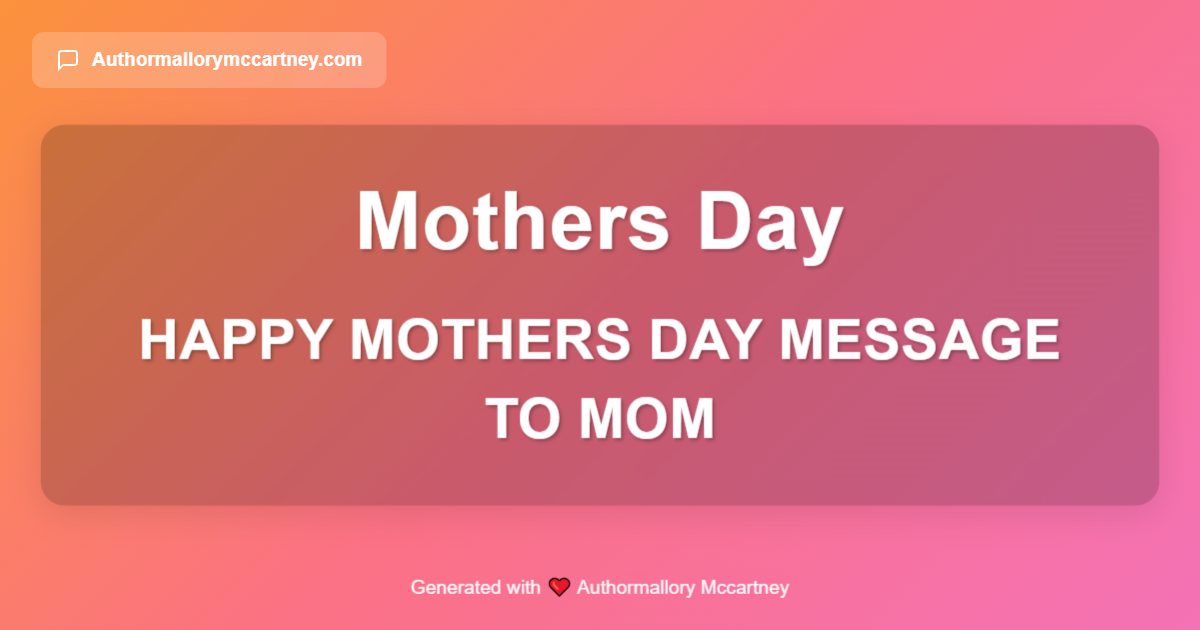 Authormallorymccartney.com
Mothers Day
HAPPY MOTHERS DAY MESSAGE
TO MOM
Generated with ❤️ Authormallory Mccartney